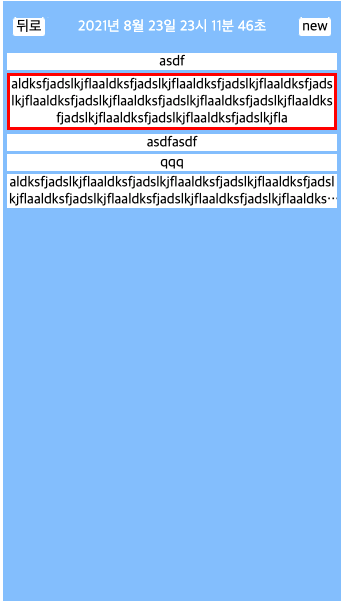 뒤로
2021년 8월 23일 23시 11분 46초
new
asdf
aldksfjadslkjflaaldksfjadslkjflaaldksfjadslkjflaaldksfjads
lkjflaaldksfjadslkjflaaldksfjadslkjflaaldksfjadslkjflaaldks
fjadslkjflaaldksfjadslkjflaaldksfjadslkjfla
asdfasdf
qqq
aldksfjadslkjflaaldksfjadslkjflaaldksfjadslkjflaaldksfjadsl
kjflaaldksfjadslkjflaaldksfjadslkjflaaldksfjadslkjflaaldks…